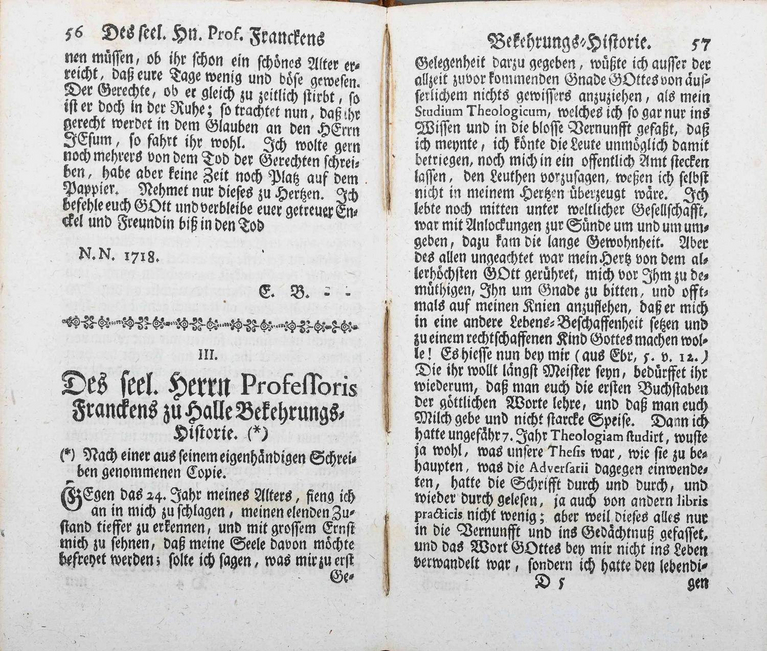 56 Des seel. Hn. Prof. Franckens
nen müssen, ob ihr schon ein schönes Alter er-
reicht, daß eure Tage wenig und böse gewesen.
Der Gerechte, ob er gleich zu zeitlich stirbt, so
ist er doch in der Ruhe; so trachtet nun, daß ihr
gerecht werdet in dem Glauben an den HErrn
JEsum, so fahrt ihr wohl. Ich wolte gern
noch mehrers von dem Tod der Gerechten schrei-
ben, habe aber keine Zeit noch Platz auf dem
Pappier. Nehmet nur dieses zu Hertzen. Ich
befehle euch GOtt und verbleibe euer getreuer En-
ckel und Freundin biß in den Tod
N. N. 1718.
E. B. - -
III.
Des seel. Herrn Professoris
Franckens zu Halle Bekehrungs-
Historie. (*)
(*) Nach einer aus seinem eigenhändigen Schrei-
ben genommenen Copie.
GEgen das 24. Jahr meines Alters, fieng ich
an in mich zu schlagen, meinen elenden Zu-
stand tieffer zu erkennen, und mit grossem Ernst
mich zu sehnen, daß meine Seele davon möchte
befreyet werden; solte ich sagen, was mir zu erst
Ge-
Bekehrungs-Historie. 57
Gelegenheit darzu gegeben, wüßte ich ausser der
allzeit zuvor kommenden Gnade GOttes von äus-
serlichem nichts gewissers anzuziehen, als mein
Studium Theologicum, welches ich so gar nur ins
Wissen und in die blosse Vernunfft gefaßt, daß
ich meynte, ich könte die Leute unmöglich damit
betriegen, noch mich in ein offentlich Amt stecken
lassen, den Leuthen vorzusagen, weßen ich selbst
nicht in meinem Hertzen überzeugt wäre. Ich
lebte noch mitten unter weltlicher Gesellschafft,
war mit Anlockungen zur Sünde um und um um-
geben, dazu kam die lange Gewohnheit. Aber
des allen ungeachtet war mein Hertz von dem al-
lerhöchsten GOtt gerühret, mich vor Ihm zu de-
müthigen, Ihn um Gnade zu bitten, und offt-
mals auf meinen Knien anzuflehen, daß er mich
in eine andere Lebens-Beschaffenheit setzen und
zu einem rechtschaffenen Kind Gottes machen wol-
le! Es hiesse nun bey mir (aus Ebr, 5. v. 12.)
Die ihr wollt längst Meister seyn, bedürffet ihr
wiederum, daß man euch die ersten Buchstaben
der göttlichen Worte lehre, und daß man euch
Milch gebe und nicht starcke Speise. Dann ich
hatte ungefähr 7. Jahr Theologiam studirt, wuste
ja wohl, was unsere Thesis war, wie sie zu be-
haupten, was die Adversarii dagegen einwende-
ten, hatte die Schrifft durch und durch, und
wieder durch gelesen, ja auch von andern libris
practicis nicht wenig; aber weil dieses alles nur
in die Vernunfft und ins Gedächtnuß gefasset,
und das Wort GOttes bey mir nicht ins Leben
verwandelt war, sondern ich hatte den lebendi-
D 5 gen